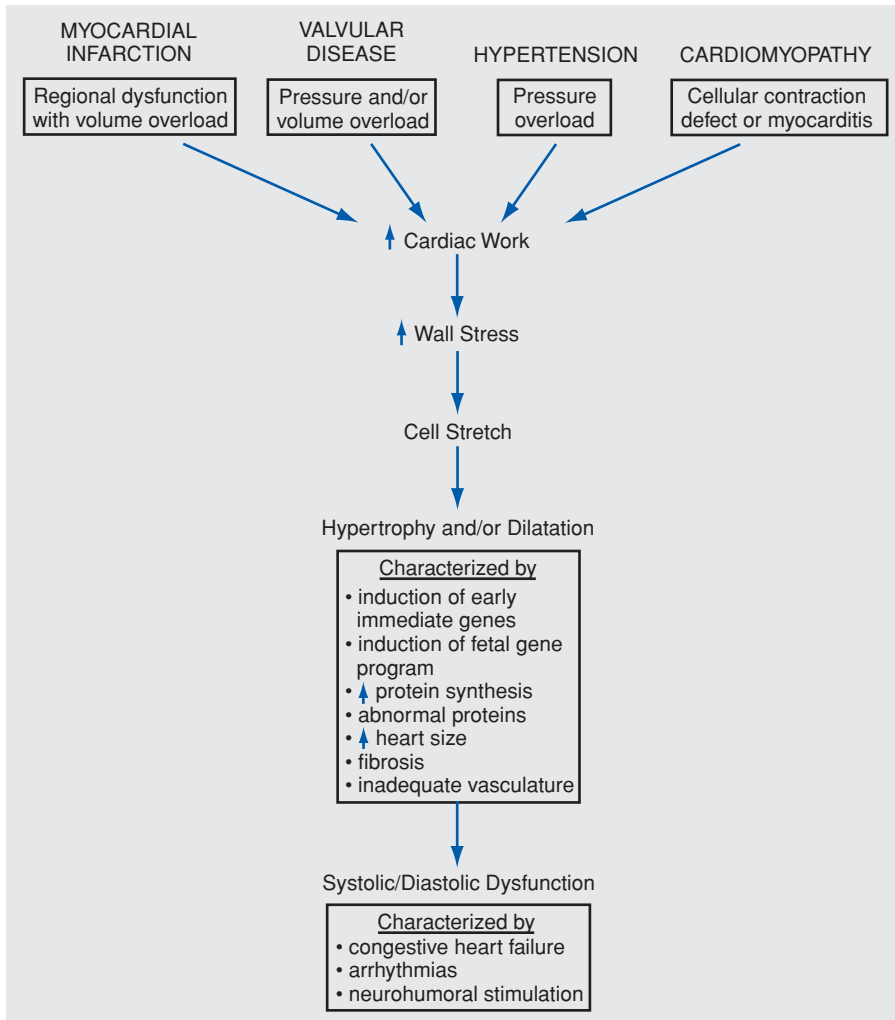 MYOCARDIAL
INFARCTION
Regional dysfunction
with volume overload
VALVULAR
DISEASE
Pressure and/or
volume overload
HYPERTENSION
Pressure
overload
CARDIOMYOPATHY
Cellular contraction
defect or myocarditis
Cardiac Work
Wall Stress
Cell Stretch
Hypertrophy and/or Dilatation
Characterized by
• induction of early
immediate genes
• induction of fetal gene
program
• protein synthesis
• abnormal proteins
• heart size
• fibrosis
• inadequate vasculature
Systolic/Diastolic Dysfunction
Characterized by
• congestive heart failure
• arrhythmias
• neurohumoral stimulation